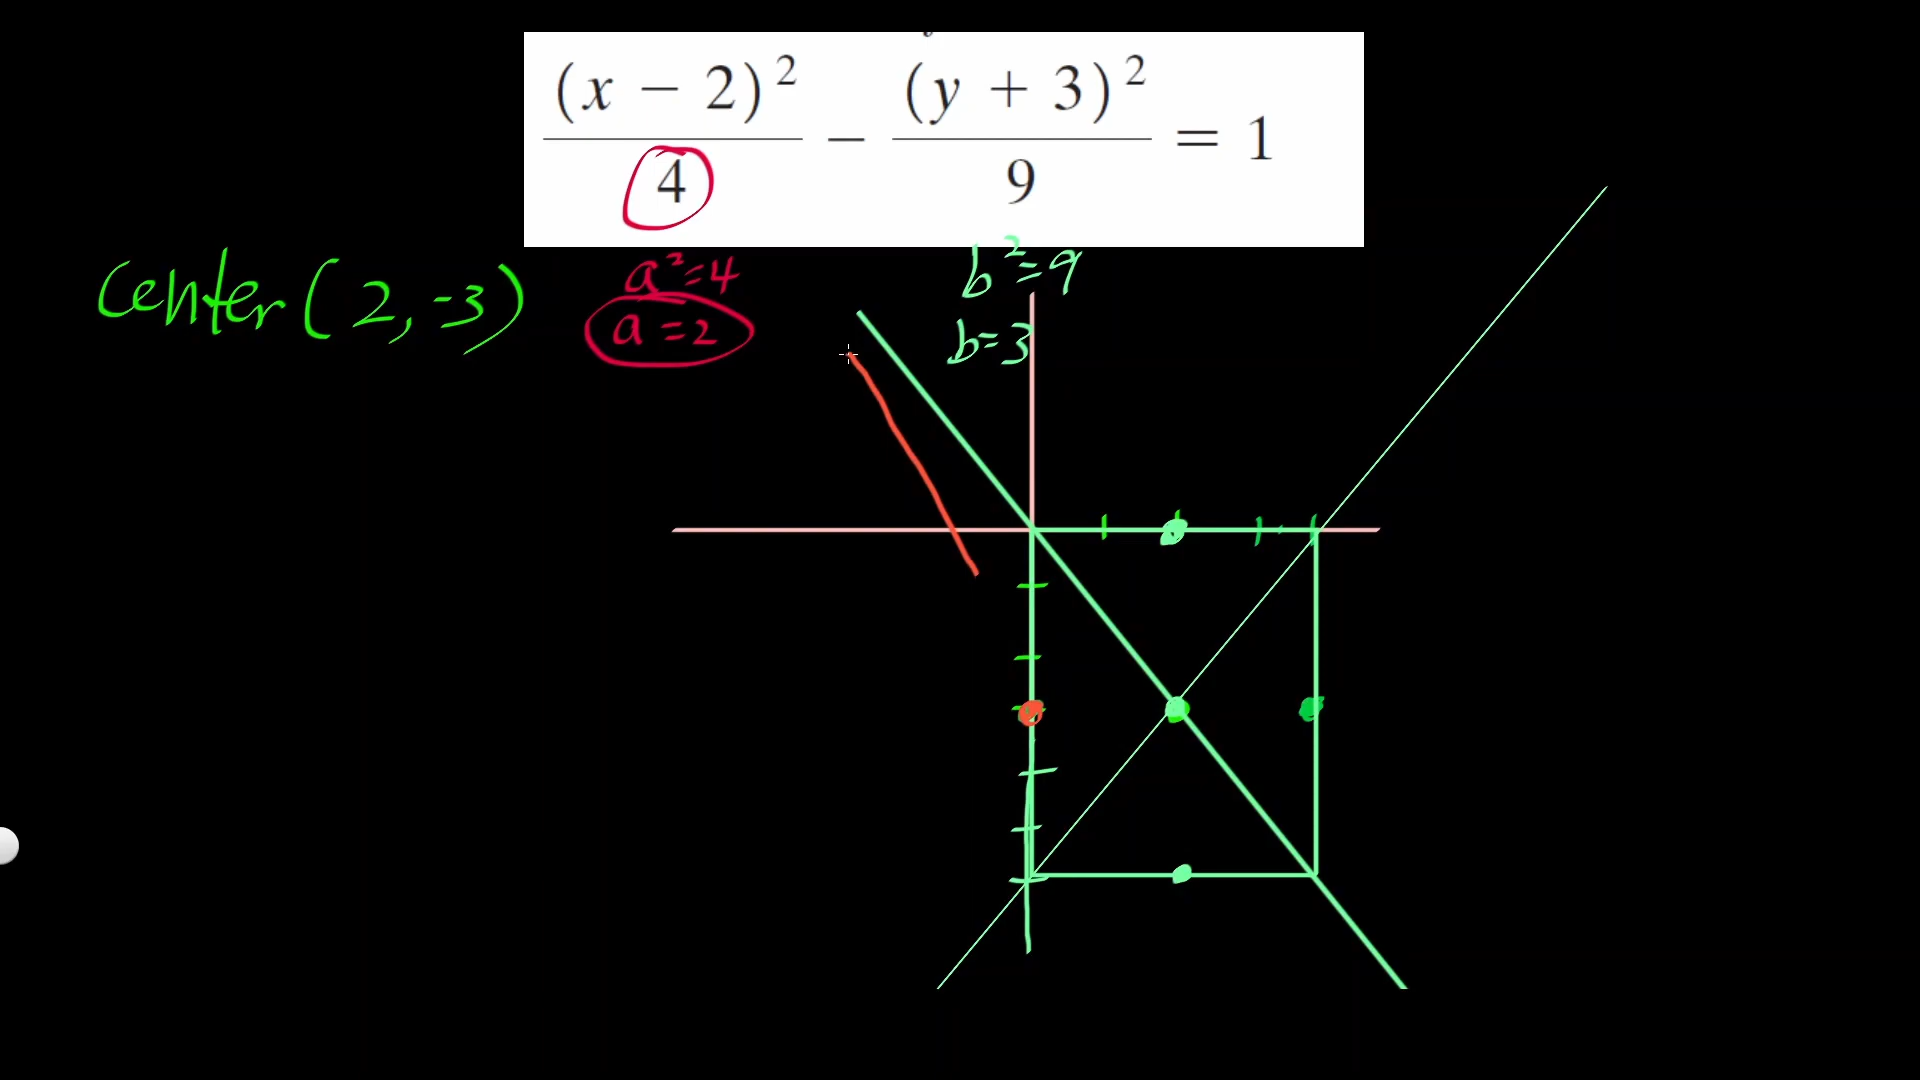 (x − 2)² / 4 − (y + 3)² / 9 = 1
center (2, -3)
a² = 4
a = 2
b² = 9
b = 3